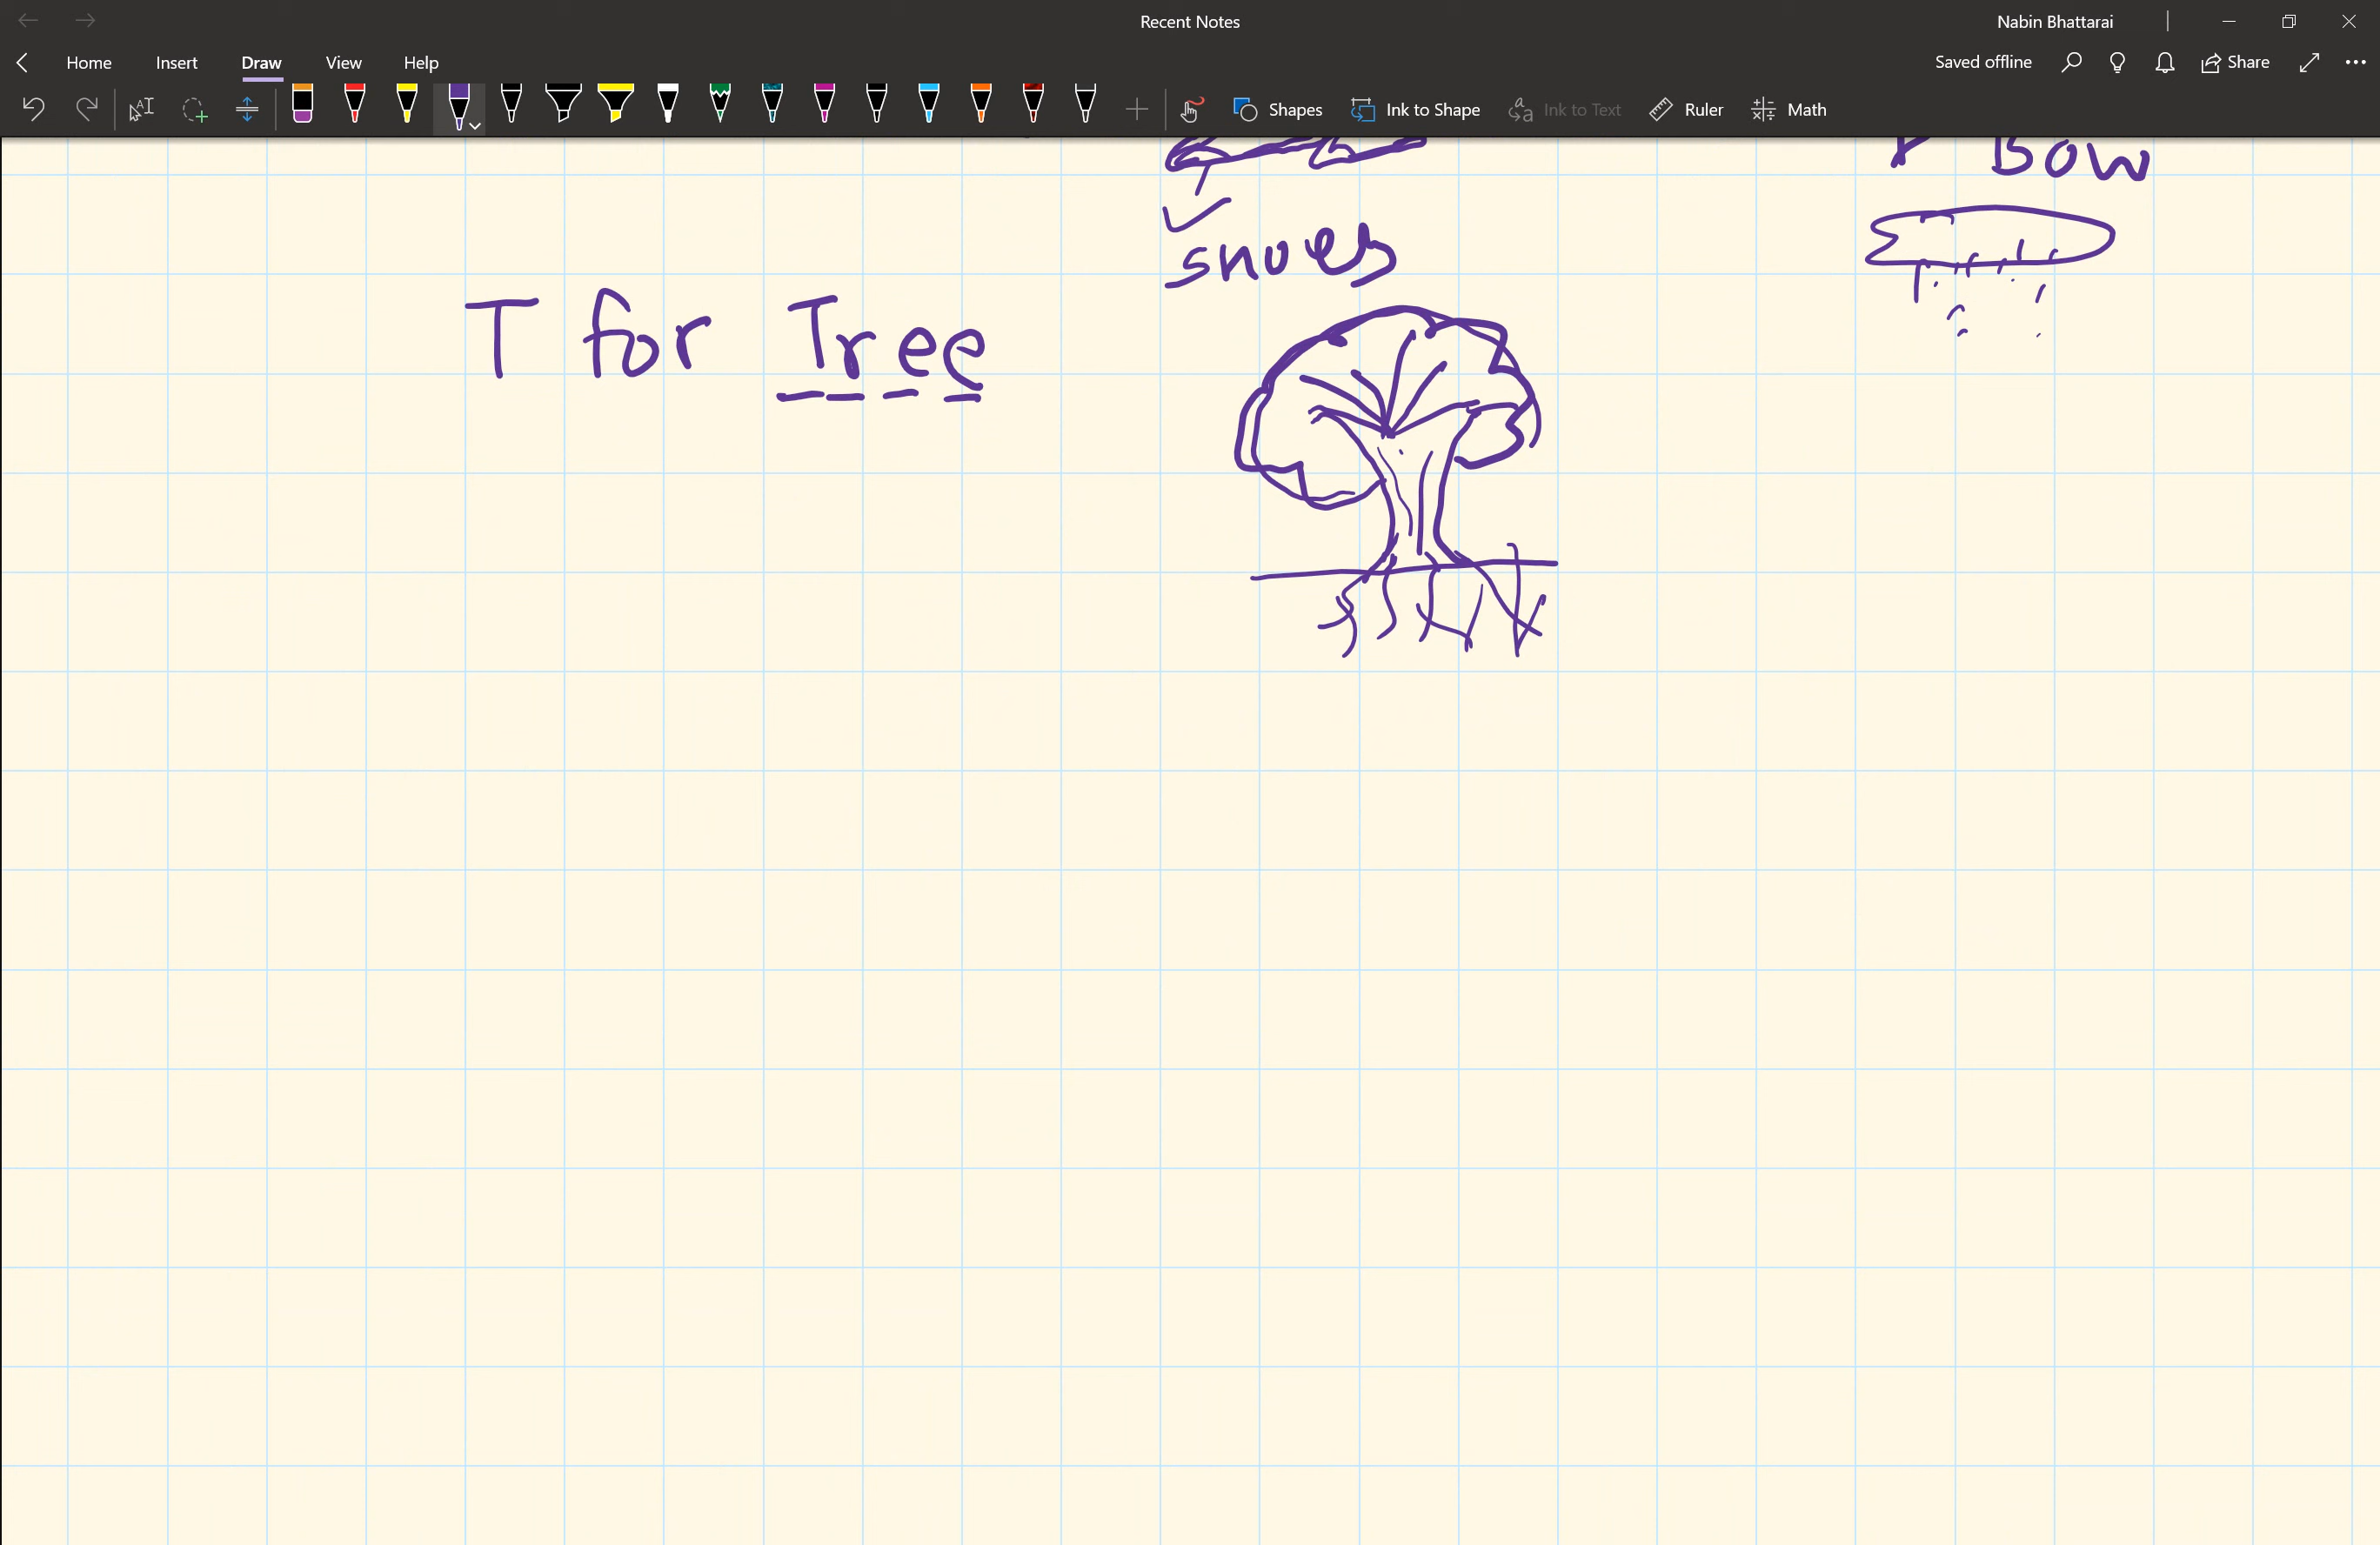 Recent Notes
Nabin Bhattarai
Home Insert Draw View Help
Saved offline
Share
Shapes
Ink to Shape
Ink to Text
Ruler
Math
Bow
shoes
T for Tree